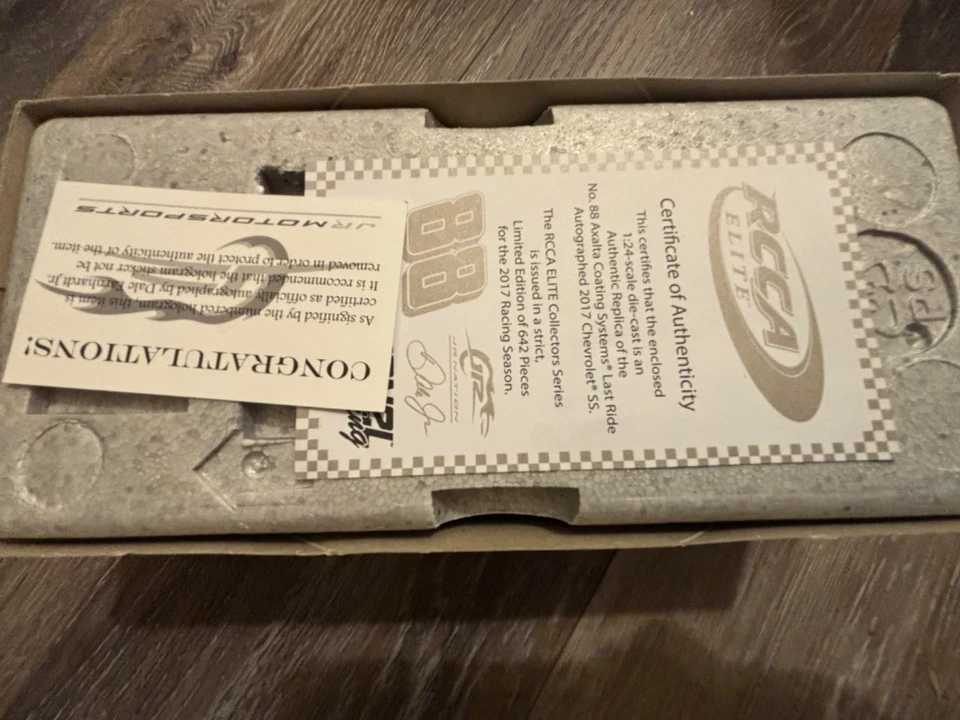 RCCA
ELITE
Certificate of Authenticity
This certifies that the enclosed
1:24-scale die-cast is an
Authentic Replica of the
No. 88 Axalta Coating Systems® Last Ride
Autographed 2017 Chevrolet® SS.
The RCCA ELITE Collectors Series
is issued in a strict,
Limited Edition of 642 Pieces
for the 2017 Racing Season.
88
JR NATION
CONGRATULATIONS!
As signified by the numbered hologram, this item is
certified as officially autographed by Dale Earnhardt Jr.
It is recommended that the hologram sticker not be
removed in order to protect the authenticity of the item.
JR MOTORSPORTS